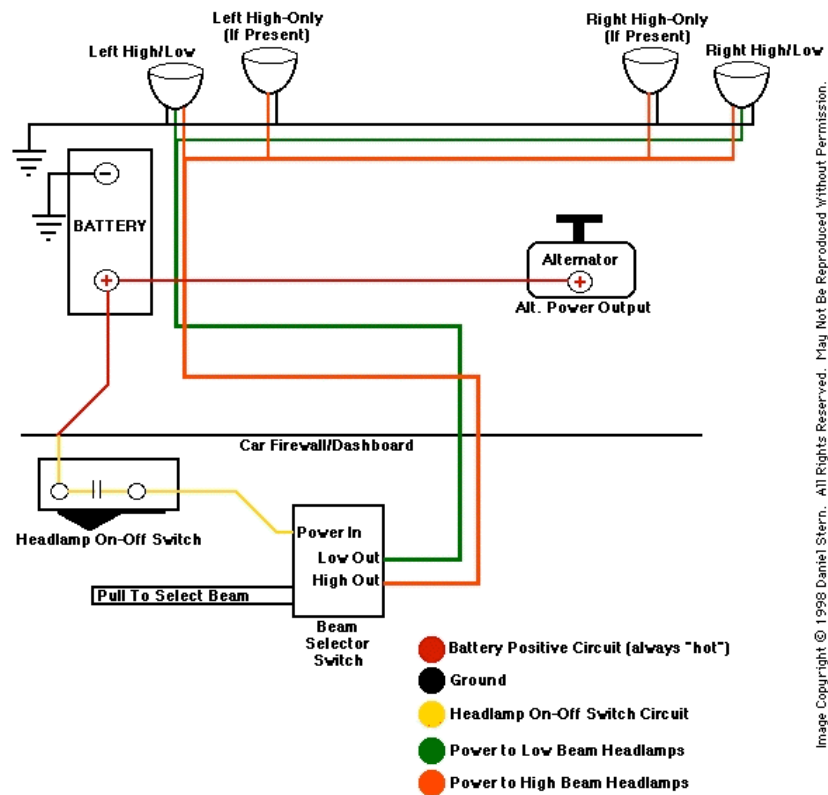 Left High-Only
(If Present)
Right High-Only
(If Present)
Left High/Low
Right High/Low
BATTERY
Alternator
Alt. Power Output
Car Firewall/Dashboard
Headlamp On-Off Switch
Power In
Low Out
High Out
Pull To Select Beam
Beam
Selector
Switch
Battery Positive Circuit (always "hot")
Ground
Headlamp On-Off Switch Circuit
Power to Low Beam Headlamps
Power to High Beam Headlamps
Image Copyright © 1998 Daniel Stern. All Rights Reserved. May Not Be Reproduced Without Permission.